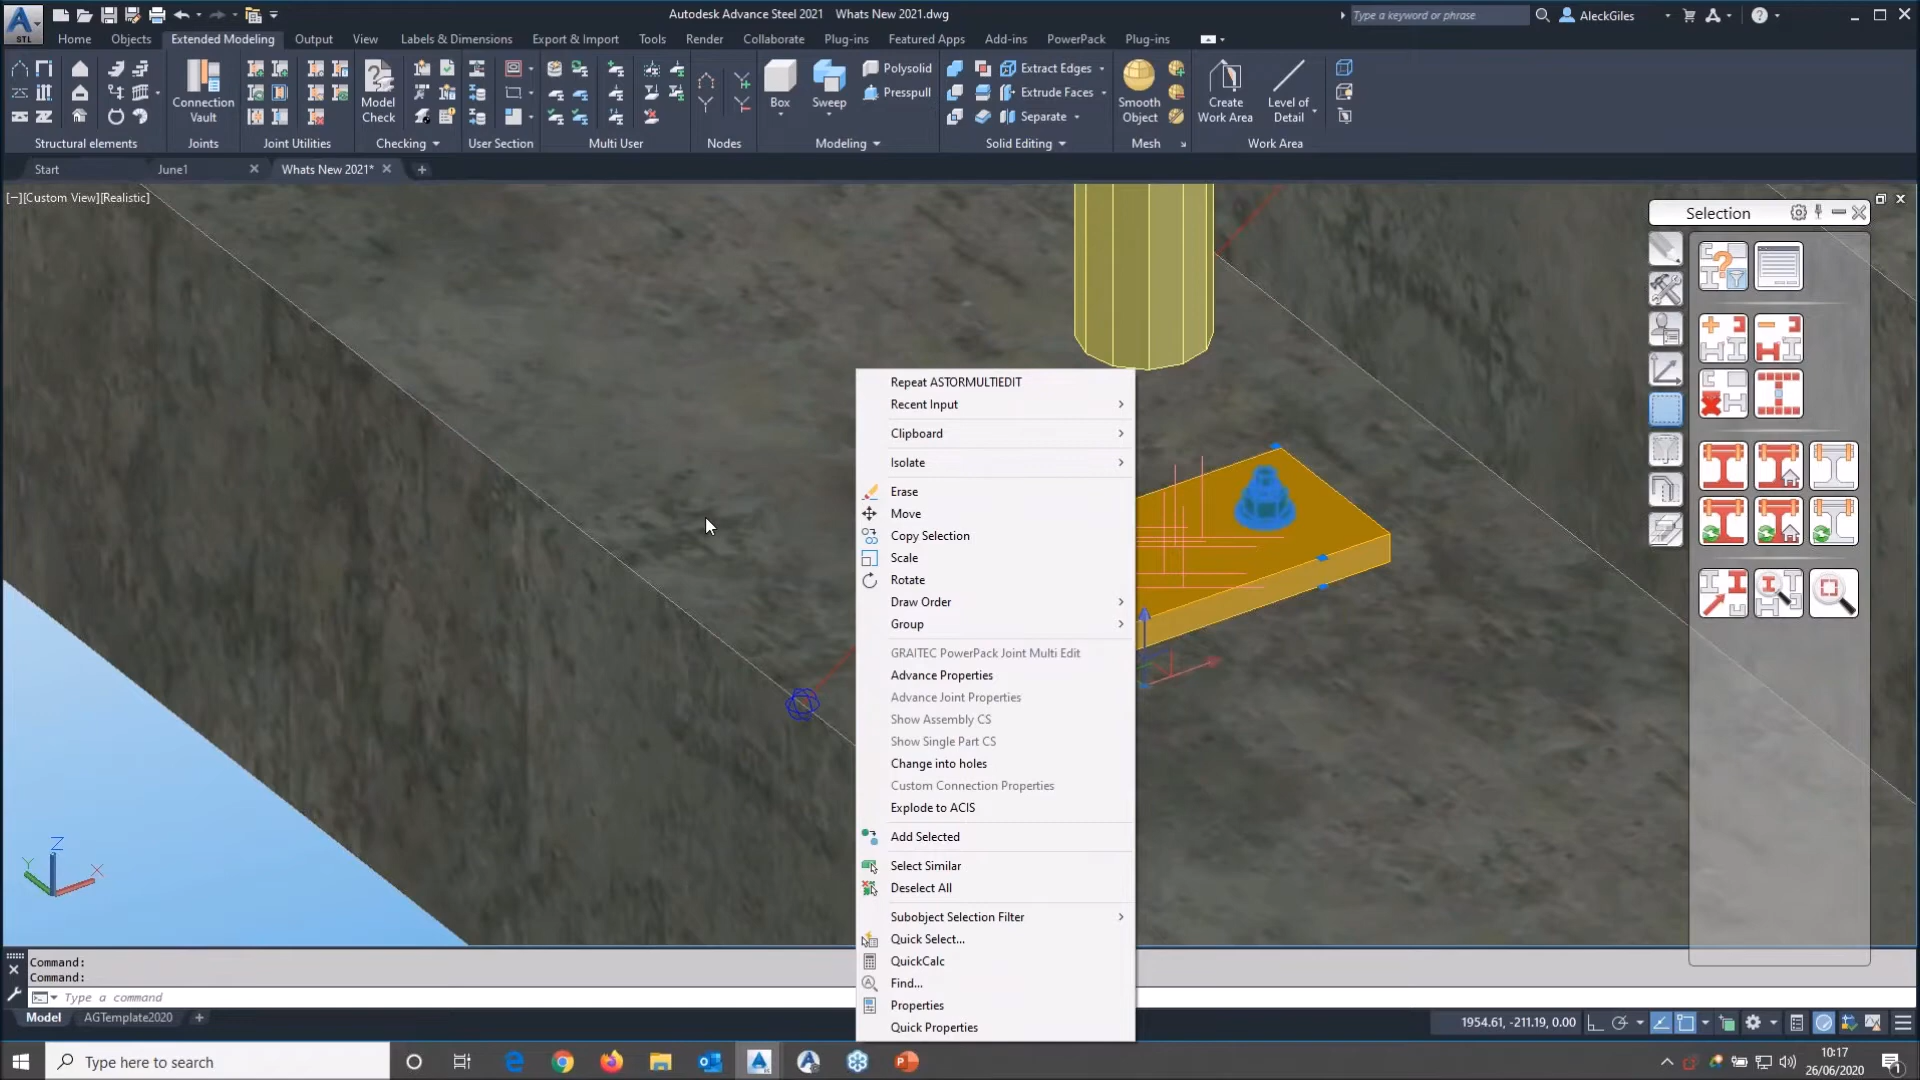 Autodesk Advance Steel 2021 Whats New 2021.dwg
Type a keyword or phrase
AleckGiles
STL
Home Objects Extended Modeling Output View Labels & Dimensions Export & Import Tools Render Collaborate Plug-ins Featured Apps Add-ins PowerPack Plug-ins
Connection Vault
Model Check
Box
Sweep
Polysolid
Presspull
Extract Edges
Extrude Faces
Separate
Smooth Object
Create Work Area
Level of Detail
Structural elements Joints Joint Utilities Checking User Section Multi User Nodes Modeling Solid Editing Mesh Work Area
Start June1 Whats New 2021*
[−][Custom View][Realistic]
Selection
Repeat ASTORMULTIEDIT
Recent Input
Clipboard
Isolate
Erase
Move
Copy Selection
Scale
Rotate
Draw Order
Group
GRAITEC PowerPack Joint Multi Edit
Advance Properties
Advance Joint Properties
Show Assembly CS
Show Single Part CS
Change into holes
Custom Connection Properties
Explode to ACIS
Add Selected
Select Similar
Deselect All
Subobject Selection Filter
Quick Select...
QuickCalc
Find...
Properties
Quick Properties
Z
Y
X
Command:
Command:
Type a command
Model AGTemplate2020
1954.61, -211.19, 0.00
Type here to search
10:17
26/06/2020
1